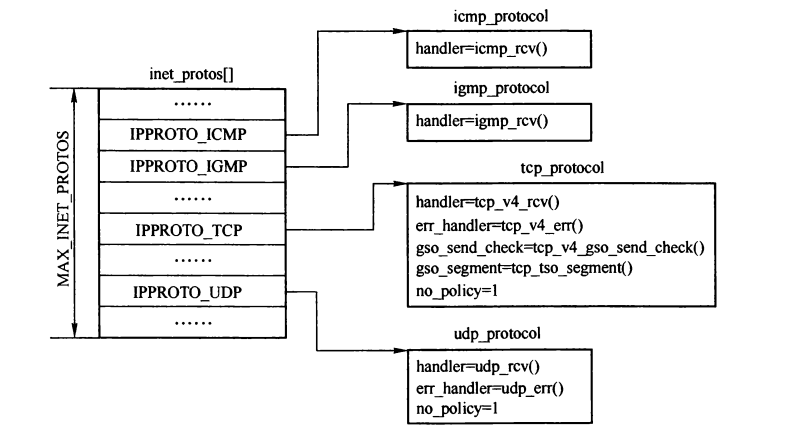 inet_protos[]
MAX_INET_PROTOS
……
IPPROTO_ICMP
IPPROTO_IGMP
……
IPPROTO_TCP
……
IPPROTO_UDP
……
icmp_protocol
handler=icmp_rcv()
igmp_protocol
handler=igmp_rcv()
tcp_protocol
handler=tcp_v4_rcv()
err_handler=tcp_v4_err()
gso_send_check=tcp_v4_gso_send_check()
gso_segment=tcp_tso_segment()
no_policy=1
udp_protocol
handler=udp_rcv()
err_handler=udp_err()
no_policy=1